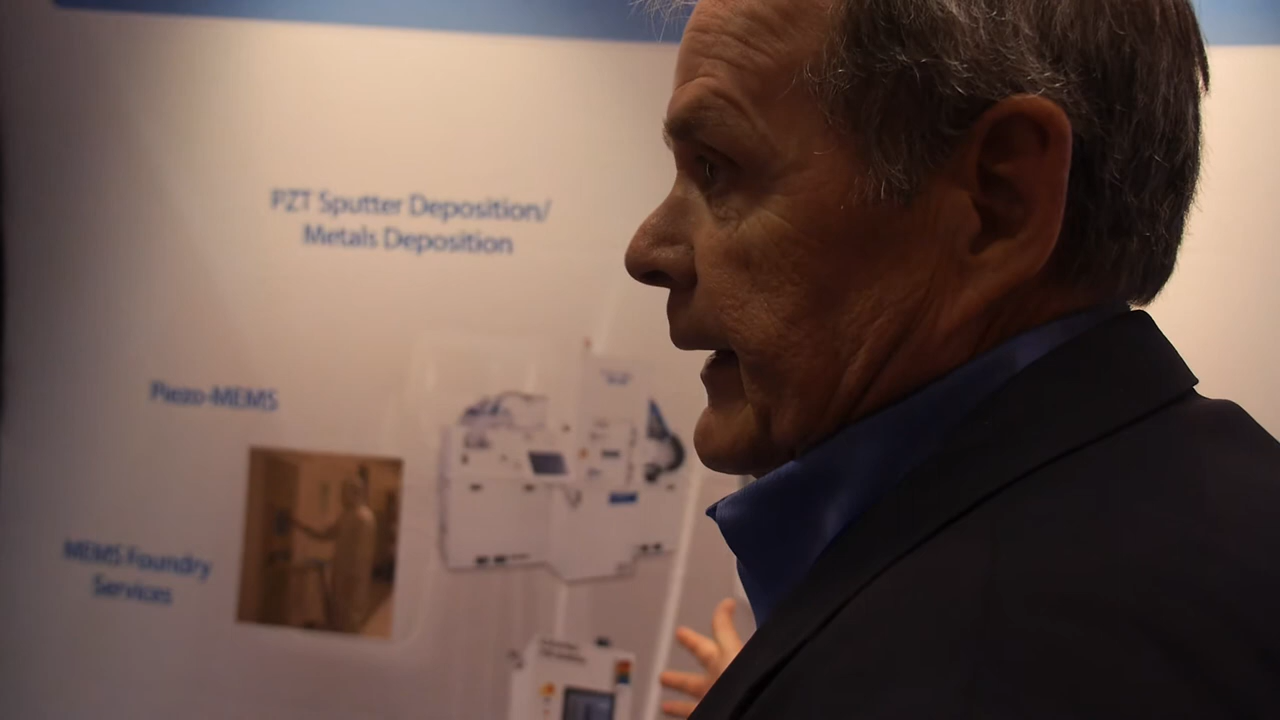 PZT Sputter Deposition/
Metals Deposition
Piezo-MEMS
MEMS Foundry
Services